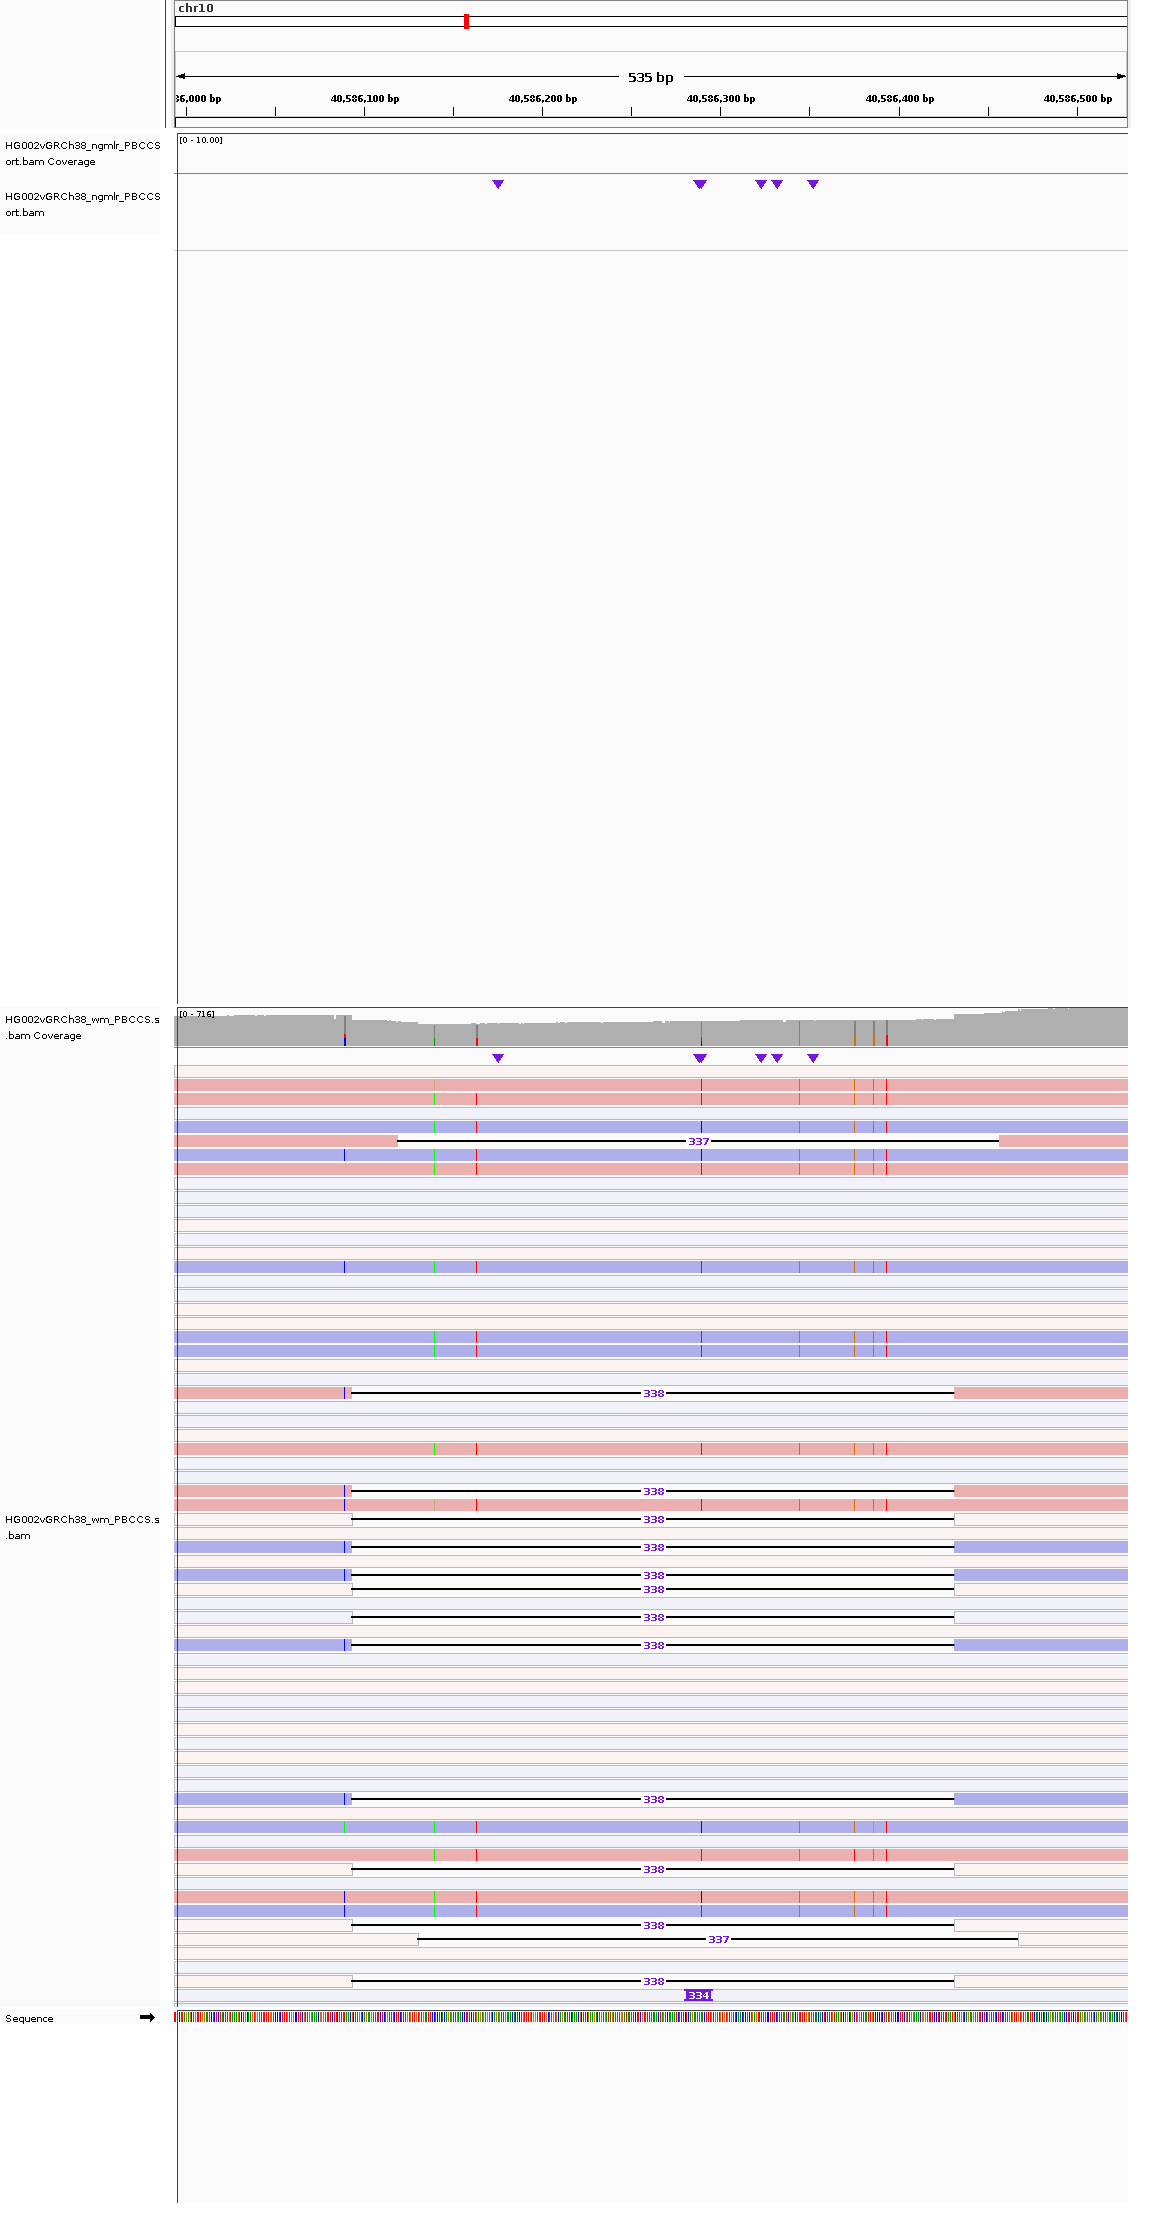 chr10
535 bp
36,000 bp 40,586,100 bp 40,586,200 bp 40,586,300 bp 40,586,400 bp 40,586,500 bp
HG002vGRCh38_ngmlr_PBCCS
ort.bam Coverage
[0 - 10.00]
HG002vGRCh38_ngmlr_PBCCS
ort.bam
HG002vGRCh38_wm_PBCCS.s
.bam Coverage
[0 - 716]
337
338
338
HG002vGRCh38_wm_PBCCS.s
.bam
338
338
338
338
338
338
338
338
338
337
338
334
Sequence